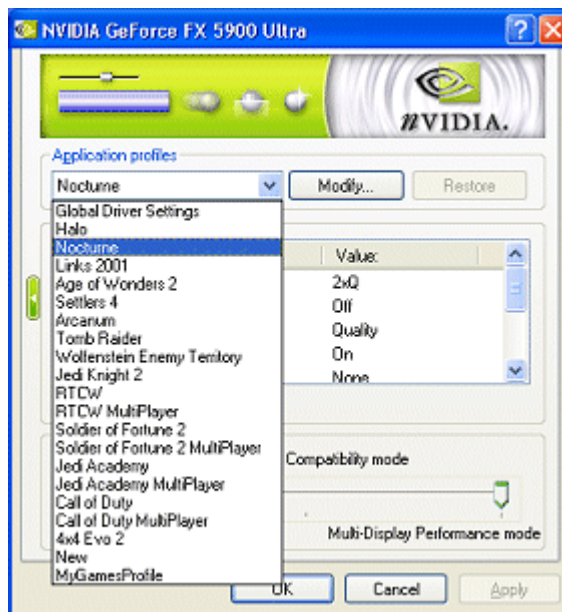 NVIDIA GeForce FX 5900 Ultra
nVIDIA.
Application profiles
Nocturne
Modify...
Restore
Global Driver Settings
Halo
Nocturne
Links 2001
Age of Wonders 2
Settlers 4
Arcanum
Tomb Raider
Wolfenstein Enemy Territory
Jedi Knight 2
RTCW
RTCW MultiPlayer
Soldier of Fortune 2
Soldier of Fortune 2 MultiPlayer
Jedi Academy
Jedi Academy MultiPlayer
Call of Duty
Call of Duty MultiPlayer
4x4 Evo 2
New
MyGamesProfile
Value:
2xQ
Off
Quality
On
None
Compatibility mode
Multi-Display Performance mode
OK
Cancel
Apply